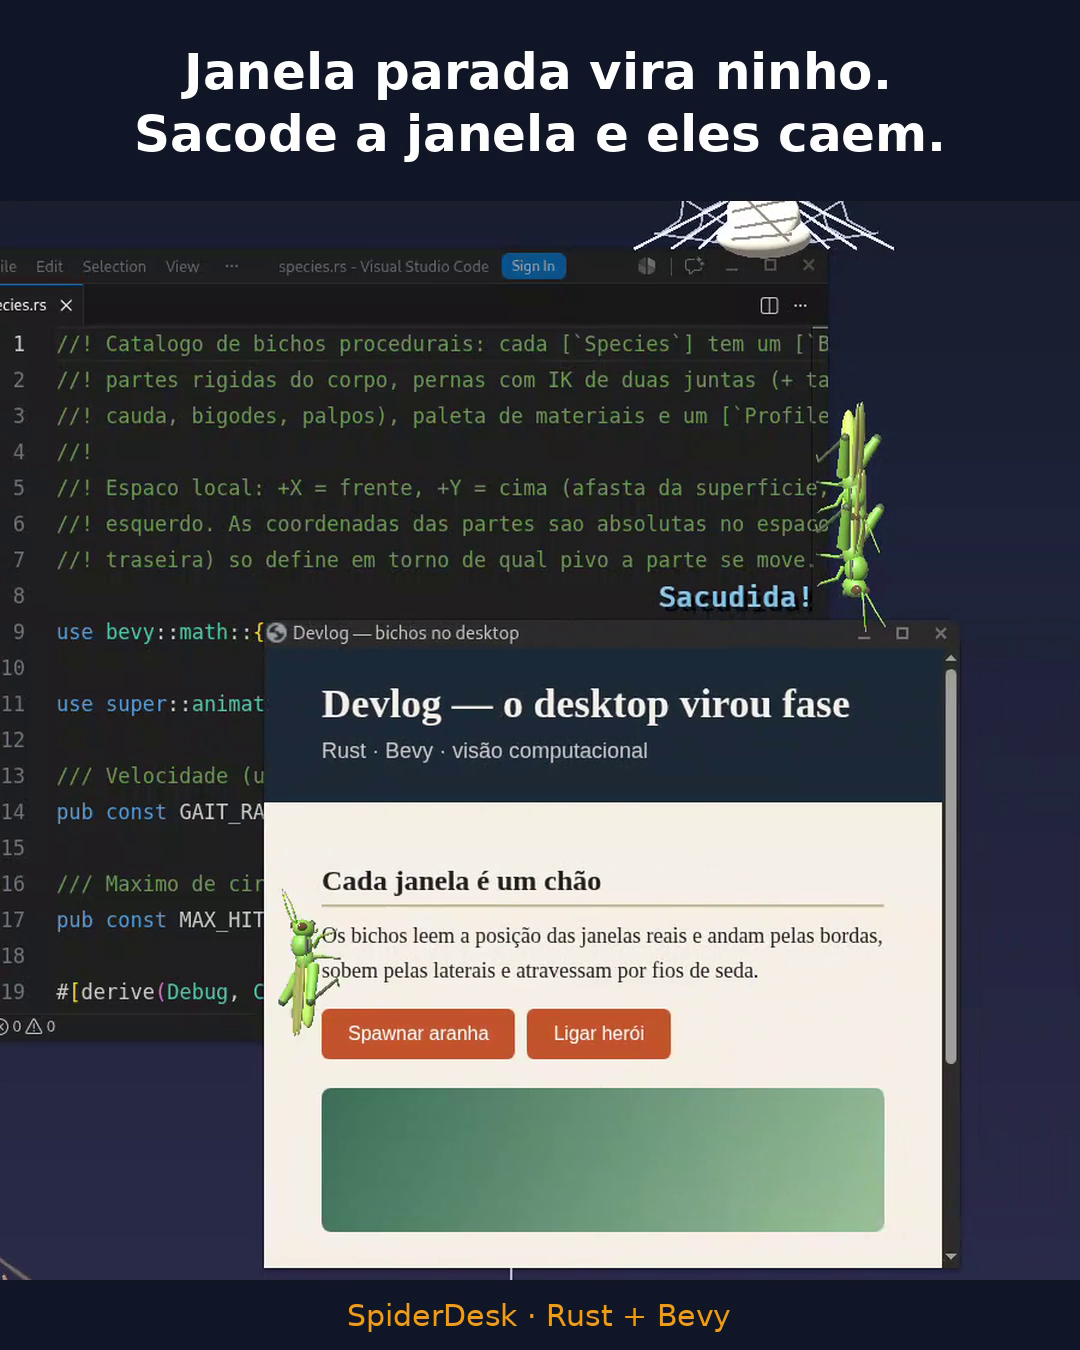 Janela parada vira ninho.
Sacode a janela e eles caem.
ile Edit Selection View ··· species.rs - Visual Studio Code Sign In
ecies.rs
1 //! Catalogo de bichos procedurais: cada [`Species`] tem um [`B
2 //! partes rigidas do corpo, pernas com IK de duas juntas (+ ta
3 //! cauda, bigodes, palpos), paleta de materiais e um [`Profile
4 //!
5 //! Espaco local: +X = frente, +Y = cima (afasta da superficie,
6 //! esquerdo. As coordenadas das partes sao absolutas no espaco
7 //! traseira) so define em torno de qual pivo a parte se move.
8
Sacudida!
9 use bevy::math::{
10
11 use super::animat
12
13 /// Velocidade (u
14 pub const GAIT_RA
15
16 /// Maximo de cir
17 pub const MAX_HIT
18
19 #[derive(Debug, C
0 0
Devlog — bichos no desktop
Devlog — o desktop virou fase
Rust · Bevy · visão computacional
Cada janela é um chão
Os bichos leem a posição das janelas reais e andam pelas bordas,
sobem pelas laterais e atravessam por fios de seda.
Spawnar aranha Ligar herói
SpiderDesk · Rust + Bevy